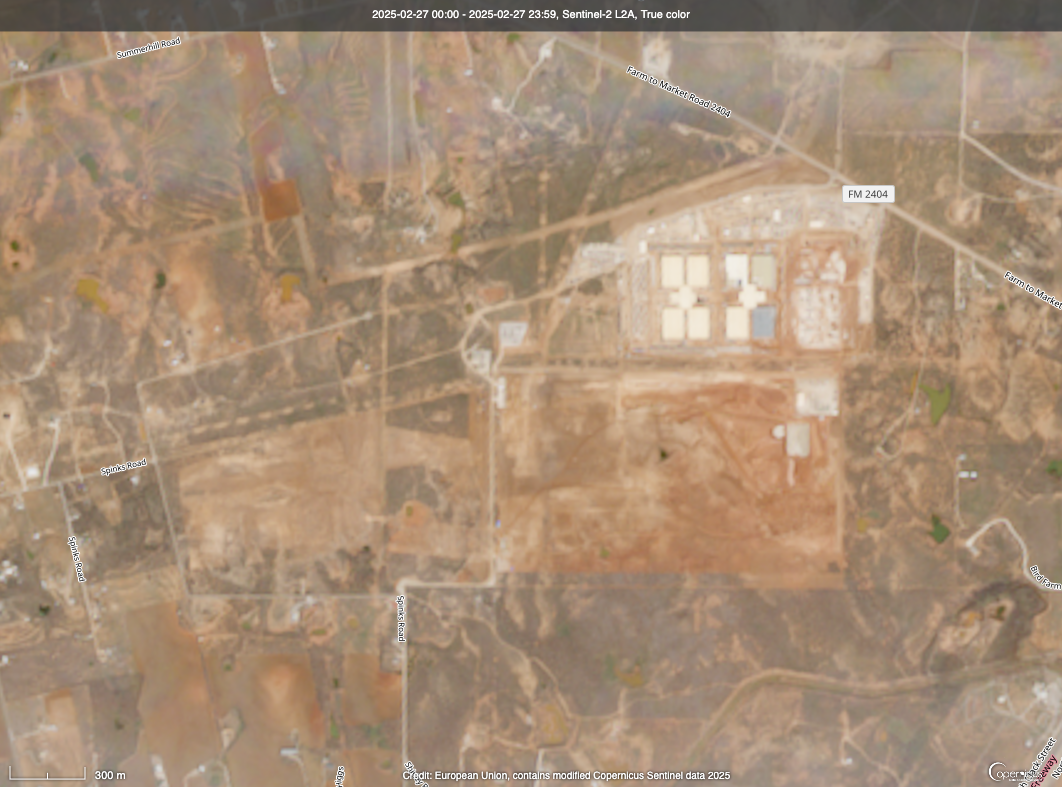 2025-02-27 00:00 - 2025-02-27 23:59, Sentinel-2 L2A, True color
Summerhill Road
Farm to Market Road 2404
FM 2404
Farm to Market
Spinks Road
Spinks Road
Bird Farm
Spinks Road
300 m
Credit: European Union, contains modified Copernicus Sentinel data 2025
Street